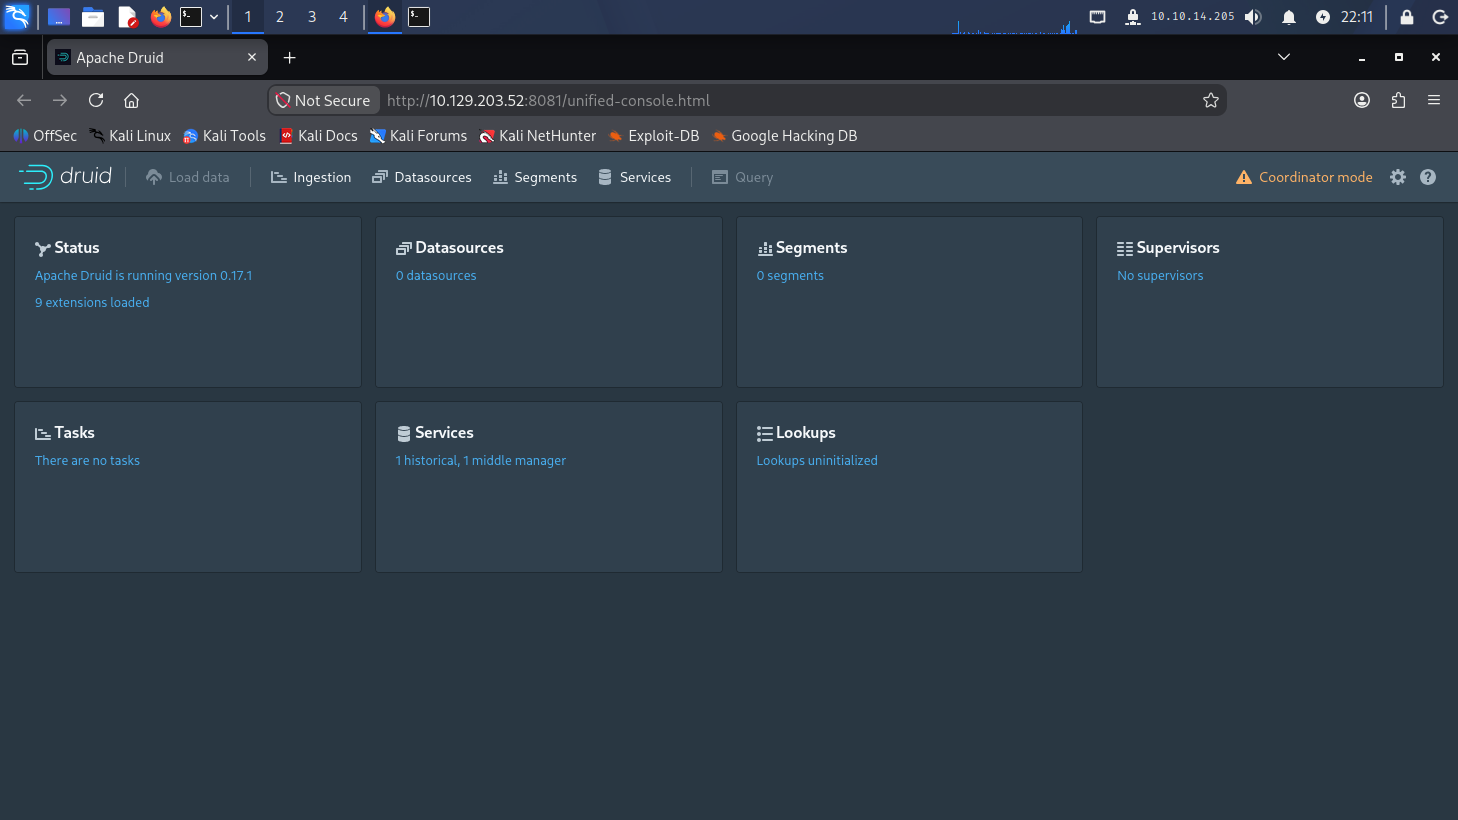 1 2 3 4 10.10.14.205 22:11
Apache Druid
Not Secure http://10.129.203.52:8081/unified-console.html
OffSec Kali Linux Kali Tools Kali Docs Kali Forums Kali NetHunter Exploit-DB Google Hacking DB
druid Load data Ingestion Datasources Segments Services Query Coordinator mode
Status
Apache Druid is running version 0.17.1
9 extensions loaded
Datasources
0 datasources
Segments
0 segments
Supervisors
No supervisors
Tasks
There are no tasks
Services
1 historical, 1 middle manager
Lookups
Lookups uninitialized